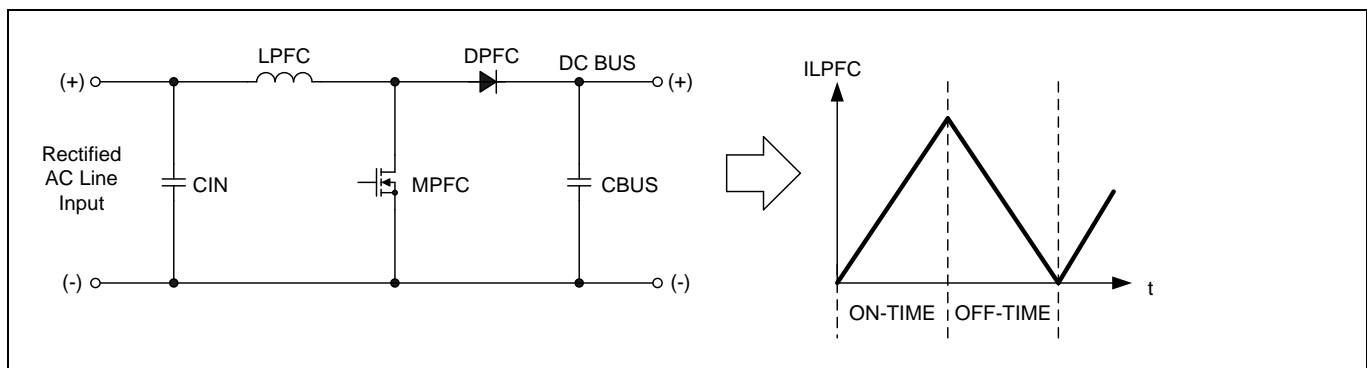 LPFC
DPFC
DC BUS
(+)
(+)
Rectified
AC Line
Input
CIN
MPFC
CBUS
(-)
(-)
ILPFC
t
ON-TIME
OFF-TIME